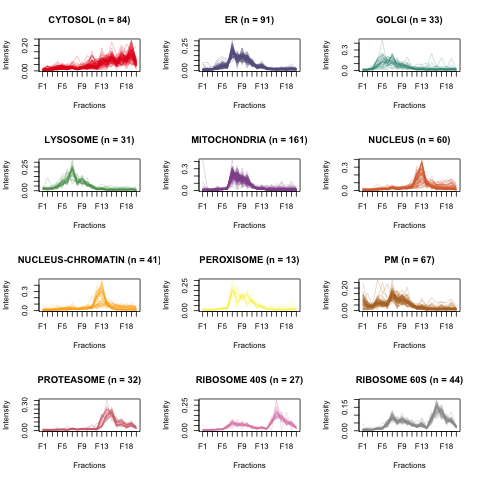 CYTOSOL (n = 84)
Intensity
0.00 0.20
F1 F5 F9 F13 F18
Fractions
ER (n = 91)
Intensity
0.00 0.25
F1 F5 F9 F13 F18
Fractions
GOLGI (n = 33)
Intensity
0.0 0.3
F1 F5 F9 F13 F18
Fractions
LYSOSOME (n = 31)
Intensity
0.00 0.25
F1 F5 F9 F13 F18
Fractions
MITOCHONDRIA (n = 161)
Intensity
0.0 0.3
F1 F5 F9 F13 F18
Fractions
NUCLEUS (n = 60)
Intensity
0.0 0.3
F1 F5 F9 F13 F18
Fractions
NUCLEUS-CHROMATIN (n = 41)
Intensity
0.0 0.3
F1 F5 F9 F13 F18
Fractions
PEROXISOME (n = 13)
Intensity
0.00 0.20
F1 F5 F9 F13 F18
Fractions
PM (n = 67)
Intensity
0.00 0.20
F1 F5 F9 F13 F18
Fractions
PROTEASOME (n = 32)
Intensity
0.00 0.30
F1 F5 F9 F13 F18
Fractions
RIBOSOME 40S (n = 27)
Intensity
0.00 0.25
F1 F5 F9 F13 F18
Fractions
RIBOSOME 60S (n = 44)
Intensity
0.00 0.15
F1 F5 F9 F13 F18
Fractions